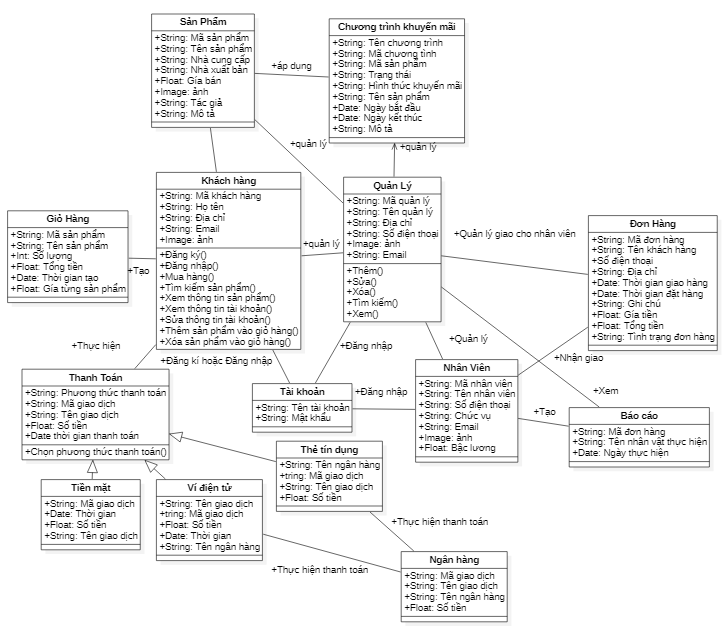 Sản Phẩm
+String: Mã sản phẩm
+String: Tên sản phẩm
+String: Nhà cung cấp
+String: Nhà xuất bản
+Float: Gía bán
+Image: ảnh
+String: Tác giả
+String: Mô tả
Chương trình khuyến mãi
+String: Tên chương trình
+String: Mã chương tình
+String: Mã sản phẩm
+String: Trạng thái
+String: Hình thức khuyến mãi
+String: Tên sản phẩm
+Date: Ngày bắt đầu
+Date: Ngày kết thúc
+String: Mô tả
+áp dụng
+quản lý
+quản lý
Khách hàng
+String: Mã khách hàng
+String: Họ tên
+String: Địa chỉ
+String: Email
+Image: ảnh
+Đăng ký()
+Đăng nhập()
+Mua hàng()
+Tìm kiếm sản phẩm()
+Xem thông tin sản phẩm()
+Xem thông tin tài khoản()
+Sửa thông tin tài khoản()
+Thêm sản phẩm vào giỏ hàng()
+Xóa sản phẩm vào giỏ hàng()
+quản lý
Quản Lý
+String: Mã quản lý
+String: Tên quản lý
+String: Địa chỉ
+String: Số điện thoại
+Image: ảnh
+String: Email
+Thêm()
+Sửa()
+Xóa()
+Tìm kiếm()
+Xem()
Giỏ Hàng
+String: Mã sản phẩm
+String: Tên sản phẩm
+Int: Số lượng
+Float: Tổng tiền
+Date: Thời gian tạo
+Float: Gía từng sản phẩm
+Tạo
+Quản lý giao cho nhân viên
Đơn Hàng
+String: Mã đơn hàng
+String: Tên khách hàng
+Số điện thoại
+String: Địa chỉ
+Date: Thời gian giao hàng
+Date: Thời gian đặt hàng
+String: Ghi chú
+Float: Gía tiền
+Float: Tổng tiền
+String: Tình trạng đơn hàng
+Thực hiện
+Đăng kí hoặc Đăng nhập
+Đăng nhập
+Quản lý
+Nhận giao
Thanh Toán
+String: Phương thức thanh toán
+String: Mã giao dịch
+String: Tên giao dịch
+Float: Số tiền
+Date thời gian thanh toán
+Chọn phương thức thanh toán()
Tài khoản
+String: Tên tài khoản
+String: Mật khẩu
+Đăng nhập
Nhân Viên
+String: Mã nhân viên
+String: Tên nhân viên
+String: Số điện thoại
+String: Chức vụ
+String: Email
+Image: ảnh
+Float: Bậc lương
+Xem
+Tạo
Báo cáo
+String: Mã đơn hàng
+String: Tên nhân vật thực hiện
+Date: Ngày thực hiện
Thẻ tín dụng
+String: Tên ngân hàng
+tring: Mã giao dịch
+String: Tên giao dịch
+Float: Số tiền
Tiền mặt
+String: Mã giao dịch
+Date: Thời gian
+Float: Số tiền
+String: Tên giao dịch
Ví điện tử
+String: Tên giao dịch
+tring: Mã giao dịch
+Float: Số tiền
+Date: Thời gian
+String: Tên ngân hàng
+Thực hiện thanh toán
+Thực hiện thanh toán
Ngân hàng
+String: Mã giao dịch
+String: Tên giao dịch
+String: Tên ngân hàng
+Float: Số tiền